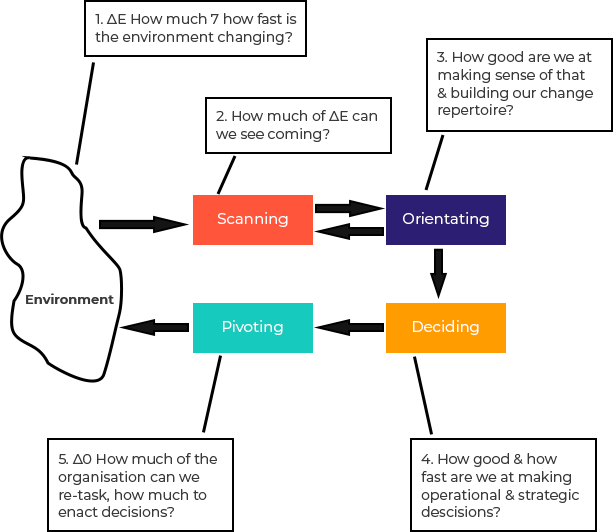 1. ΔE How much 7 how fast is
the environment changing?
3. How good are we at
making sense of that
& building our change
repertoire?
2. How much of ΔE can
we see coming?
Scanning
Orientating
Environment
Pivoting
Deciding
5. Δ0 How much of the
organisation can we
re-task, how much to
enact decisions?
4. How good & how
fast are we at making
operational & strategic
descisions?